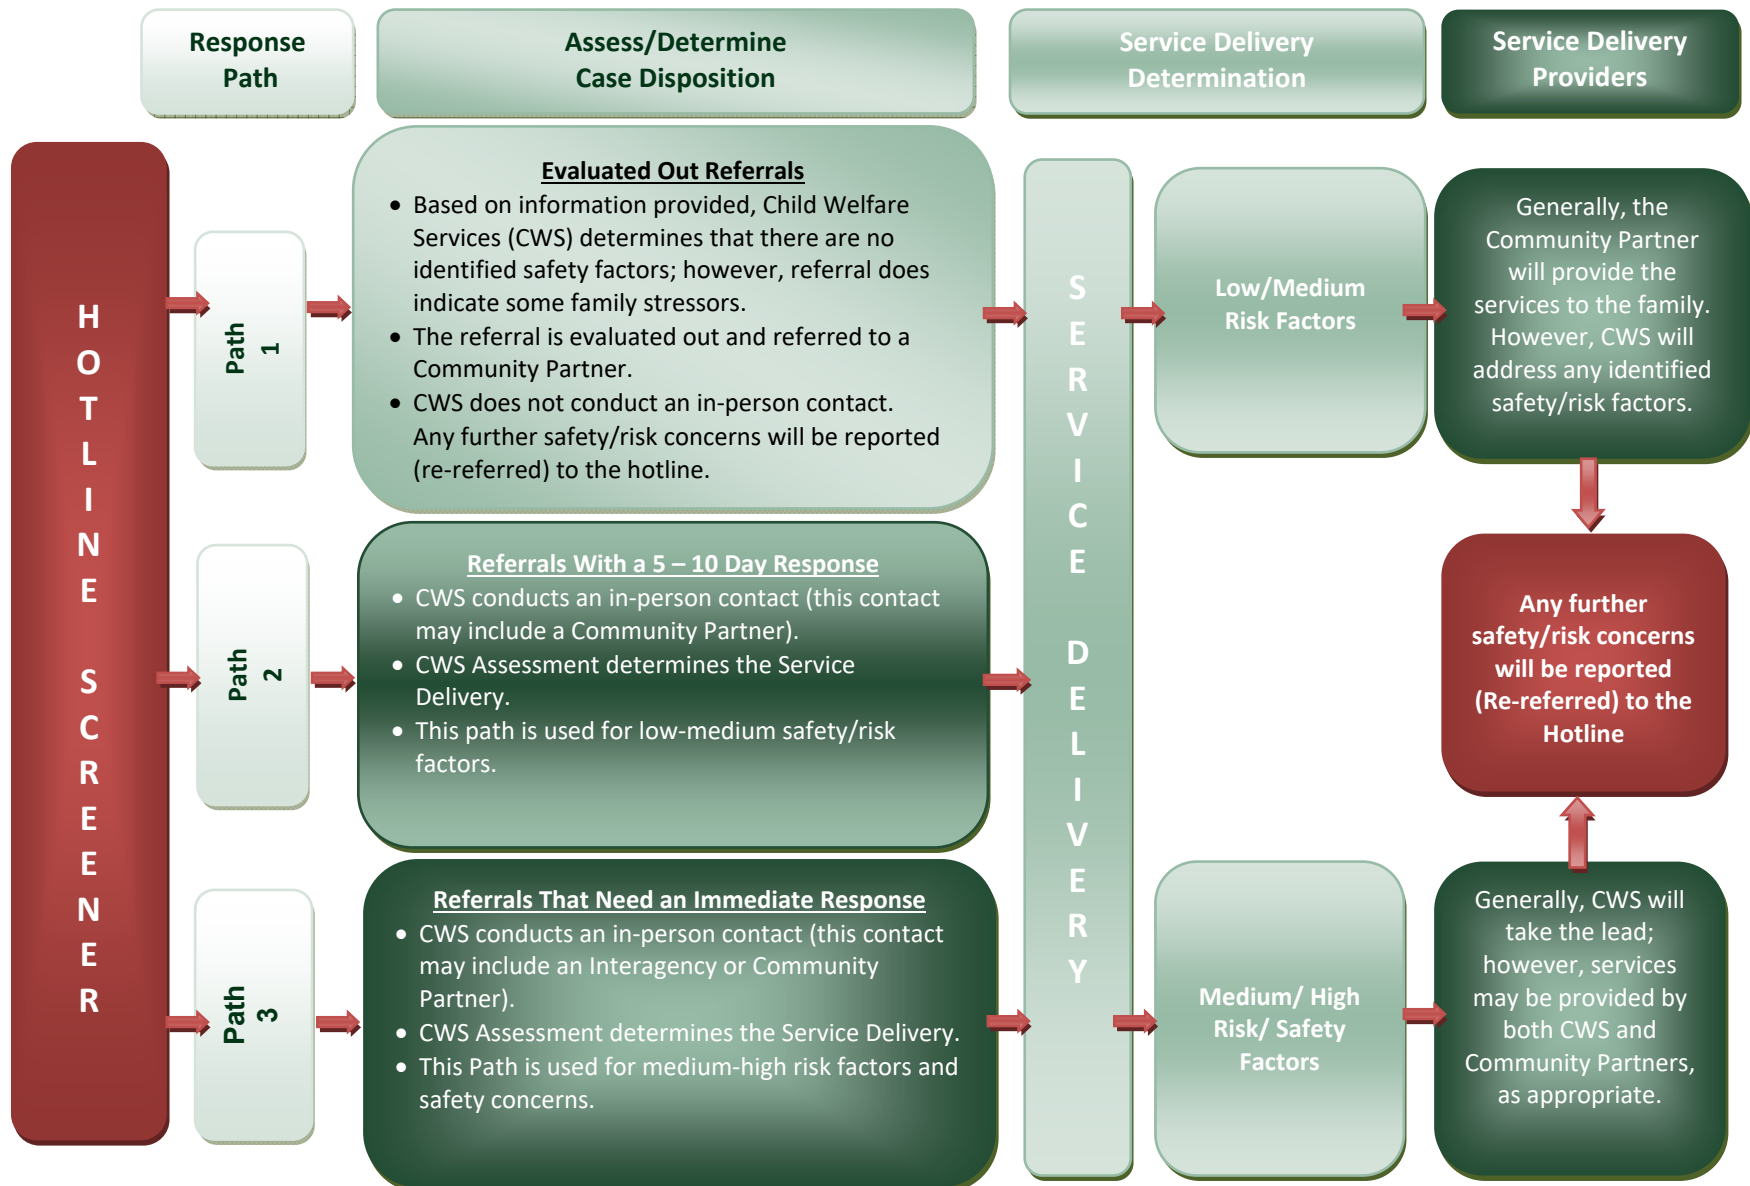 Response
Path
Assess/Determine
Case Disposition
Service Delivery
Determination
Service Delivery
Providers
HOTLINE SCREENER
Path
1
Evaluated Out Referrals
• Based on information provided, Child Welfare
Services (CWS) determines that there are no
identified safety factors; however, referral does
indicate some family stressors.
• The referral is evaluated out and referred to a
Community Partner.
• CWS does not conduct an in-person contact.
Any further safety/risk concerns will be reported
(re-referred) to the hotline.
Path
2
Referrals With a 5 – 10 Day Response
• CWS conducts an in-person contact (this contact
may include a Community Partner).
• CWS Assessment determines the Service
Delivery.
• This path is used for low-medium safety/risk
factors.
Path
3
Referrals That Need an Immediate Response
• CWS conducts an in-person contact (this contact
may include an Interagency or Community
Partner).
• CWS Assessment determines the Service Delivery.
• This Path is used for medium-high risk factors and
safety concerns.
SERVICE DELIVERY
Low/Medium
Risk Factors
Generally, the
Community Partner
will provide the
services to the family.
However, CWS will
address any identified
safety/risk factors.
Any further
safety/risk concerns
will be reported
(Re-referred) to the
Hotline
Medium/ High
Risk/ Safety
Factors
Generally, CWS will
take the lead;
however, services
may be provided by
both CWS and
Community Partners,
as appropriate.